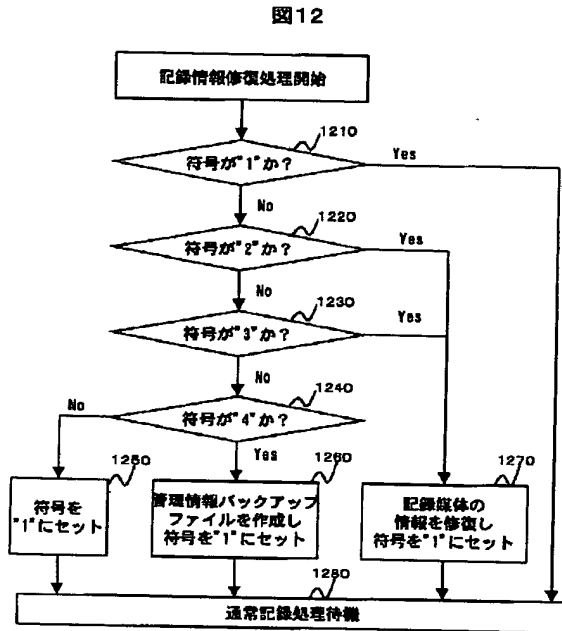 図12
記録情報修復処理開始
1210
符号が"1"か？
Yes
No
1220
符号が"2"か？
Yes
No
1230
符号が"3"か？
Yes
No
1240
符号が"4"か？
No
Yes
1250
符号を
"1"にセット
1260
管理情報バックアップ
ファイルを作成し
符号を"1"にセット
1270
記録媒体の
情報を修復し
符号を"1"にセット
1280
通常記録処理待機